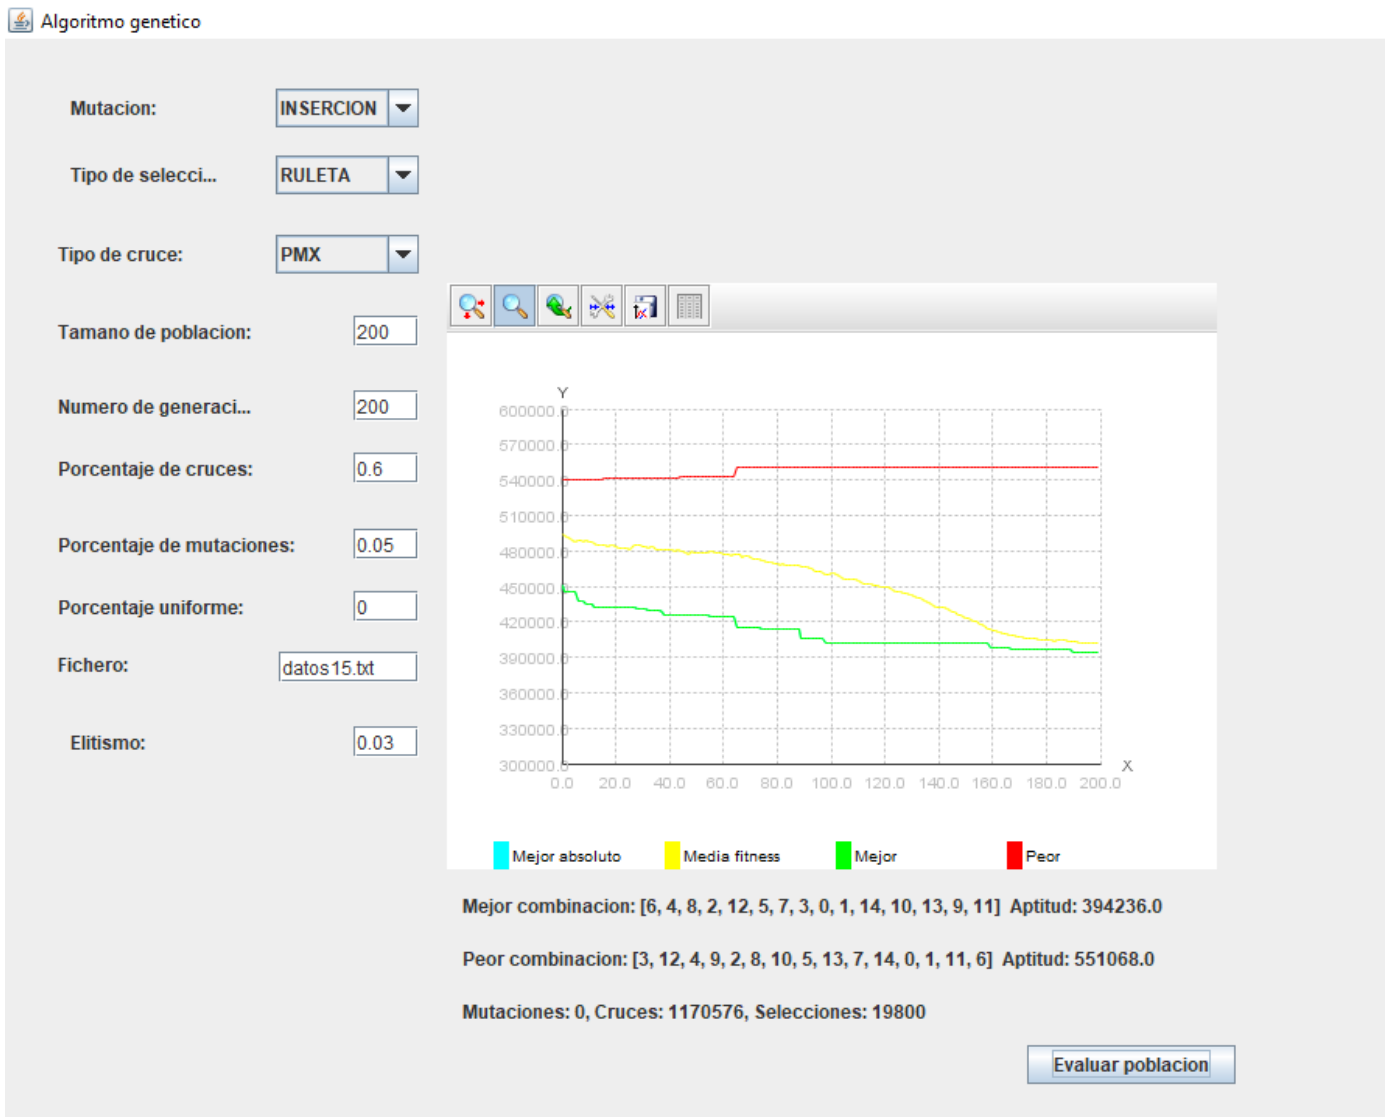 Algoritmo genetico
Mutacion: INSERCION
Tipo de selecci... RULETA
Tipo de cruce: PMX
Tamano de poblacion: 200
Numero de generaci... 200
Porcentaje de cruces: 0.6
Porcentaje de mutaciones: 0.05
Porcentaje uniforme: 0
Fichero: datos15.txt
Elitismo: 0.03
Y
600000.0
570000.0
540000.0
510000.0
480000.0
450000.0
420000.0
390000.0
360000.0
330000.0
300000.0
X
0.0 20.0 40.0 60.0 80.0 100.0 120.0 140.0 160.0 180.0 200.0
Mejor absoluto Media fitness Mejor Peor
Mejor combinacion: [6, 4, 8, 2, 12, 5, 7, 3, 0, 1, 14, 10, 13, 9, 11] Aptitud: 394236.0
Peor combinacion: [3, 12, 4, 9, 2, 8, 10, 5, 13, 7, 14, 0, 1, 11, 6] Aptitud: 551068.0
Mutaciones: 0, Cruces: 1170576, Selecciones: 19800
Evaluar poblacion